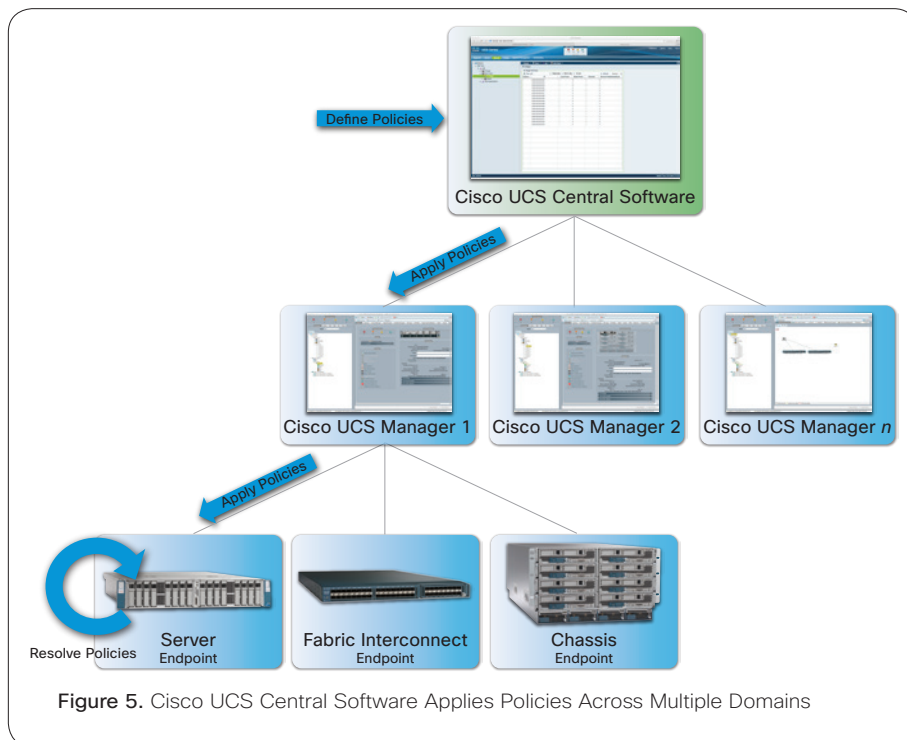 Define Policies
Cisco UCS Central Software
Apply Policies
Cisco UCS Manager 1
Cisco UCS Manager 2
Cisco UCS Manager n
Apply Policies
Resolve Policies
Server
Endpoint
Fabric Interconnect
Endpoint
Chassis
Endpoint
Figure 5. Cisco UCS Central Software Applies Policies Across Multiple Domains